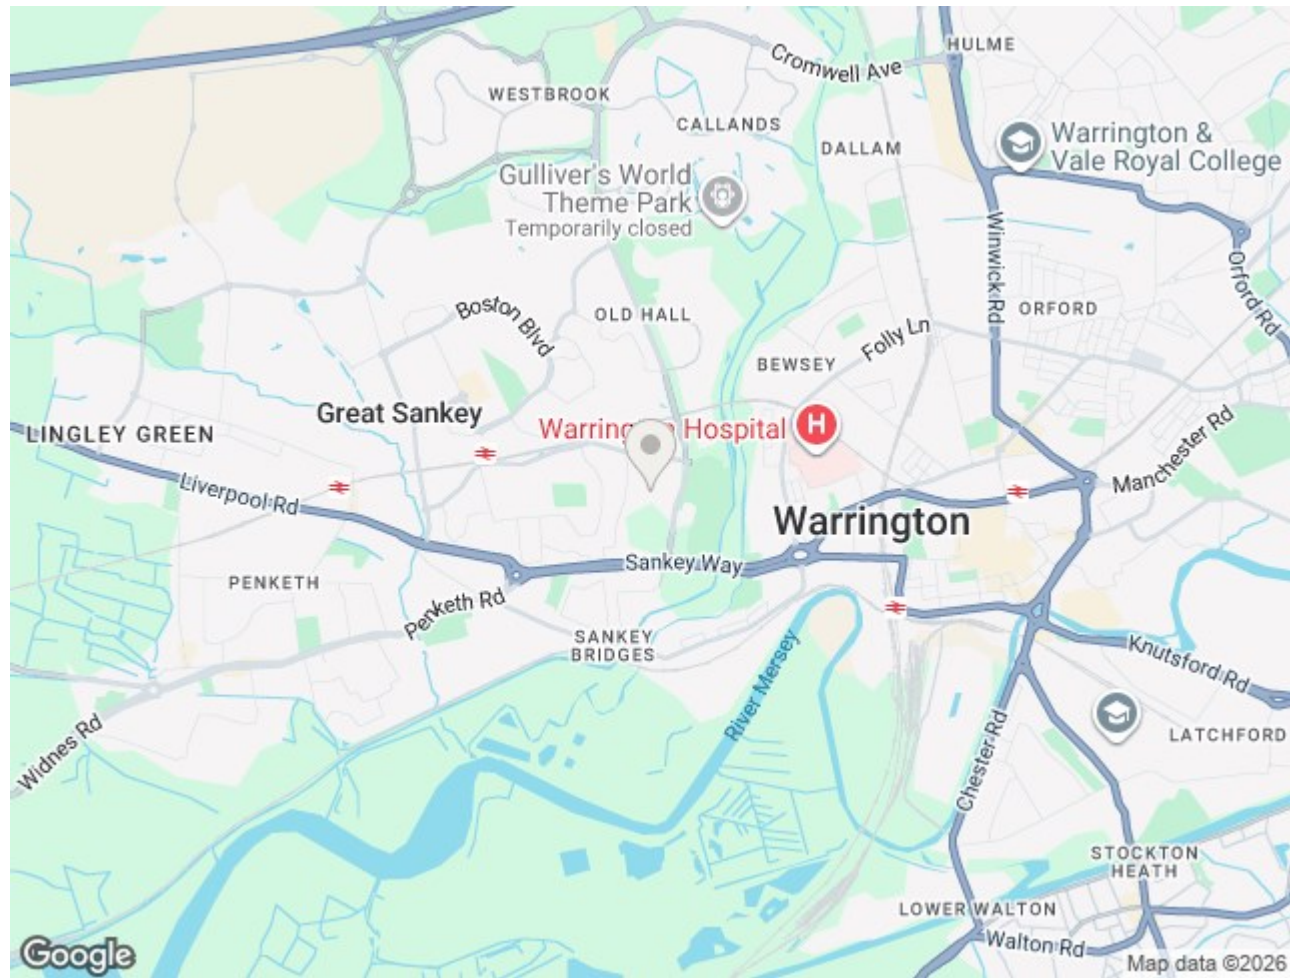 HULME
Cromwell Ave
WESTBROOK
CALLANDS
DALLAM
Warrington &
Vale Royal College
Gulliver's World
Theme Park
Temporarily closed
Winwick Rd
Orford Rd
Boston Blvd
OLD HALL
ORFORD
Folly Ln
BEWSEY
Great Sankey
Warrington Hospital
H
LINGLEY GREEN
Manchester Rd
Liverpool Rd
Warrington
Sankey Way
PENKETH
Penketh Rd
SANKEY
BRIDGES
River Mersey
Knutsford Rd
Widnes Rd
Chester Rd
LATCHFORD
STOCKTON
HEATH
LOWER WALTON
Walton Rd
Google
Map data ©2026